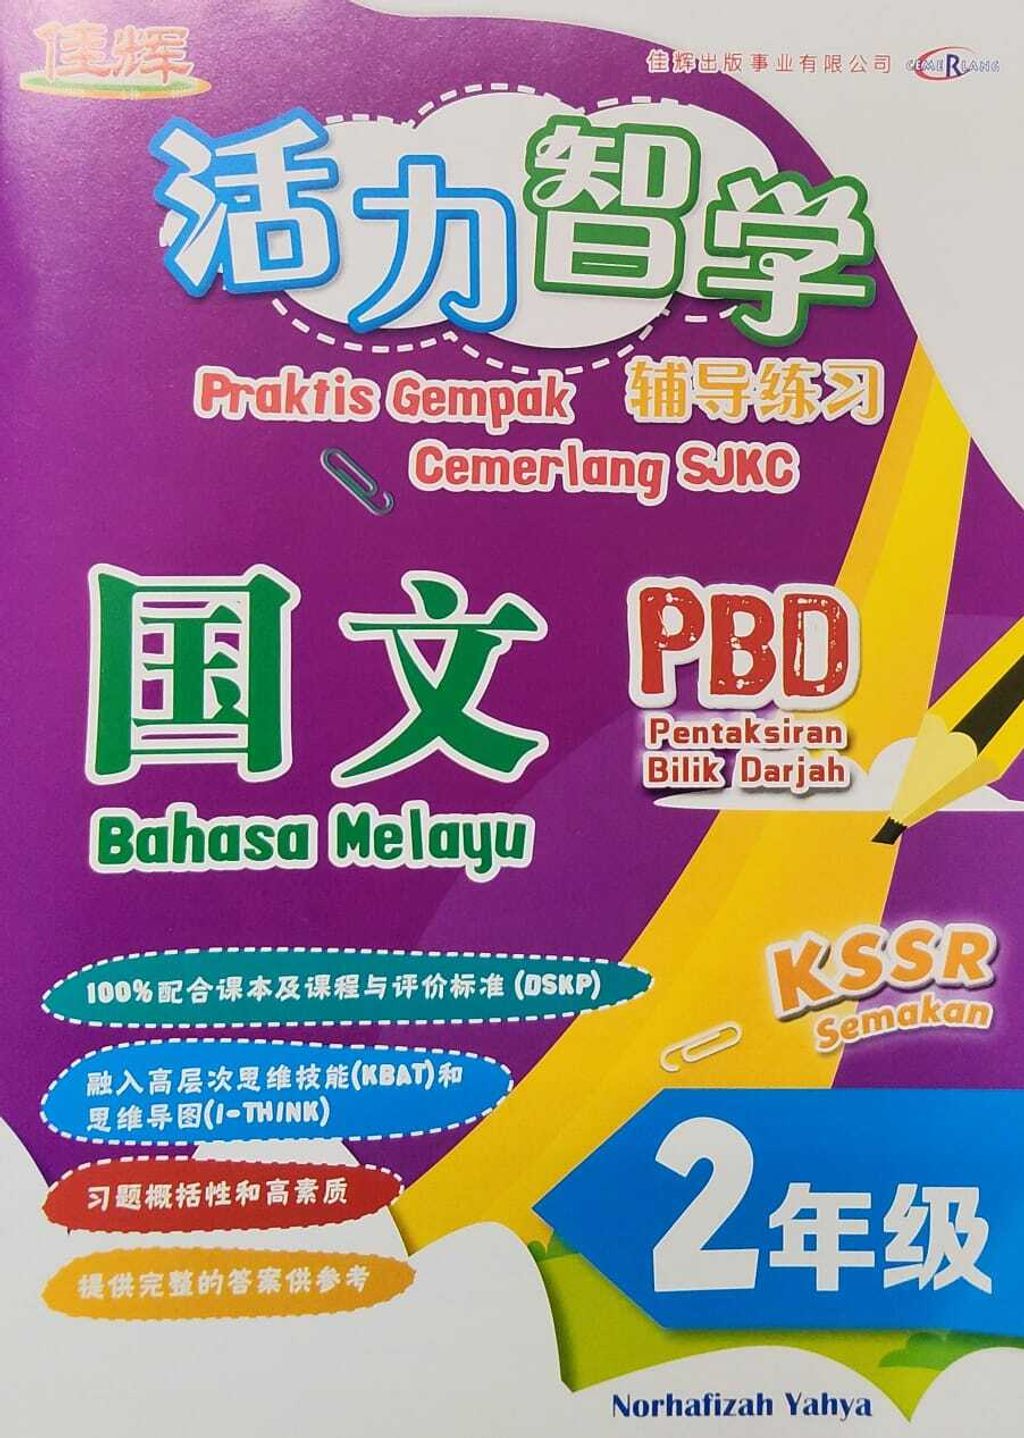 佳辉
佳辉出版事业有限公司 CEMERLANG
活力智学
Praktis Gempak 辅导练习
Cemerlang SJKC
国文
Bahasa Melayu
PBD
Pentaksiran
Bilik Darjah
KSSR
Semakan
100%配合课本及课程与评价标准 (DSKP)
融入高层次思维技能(KBAT)和
思维导图(I-THINK)
习题概括性和高素质
提供完整的答案供参考
2年级
Norhafizah Yahya